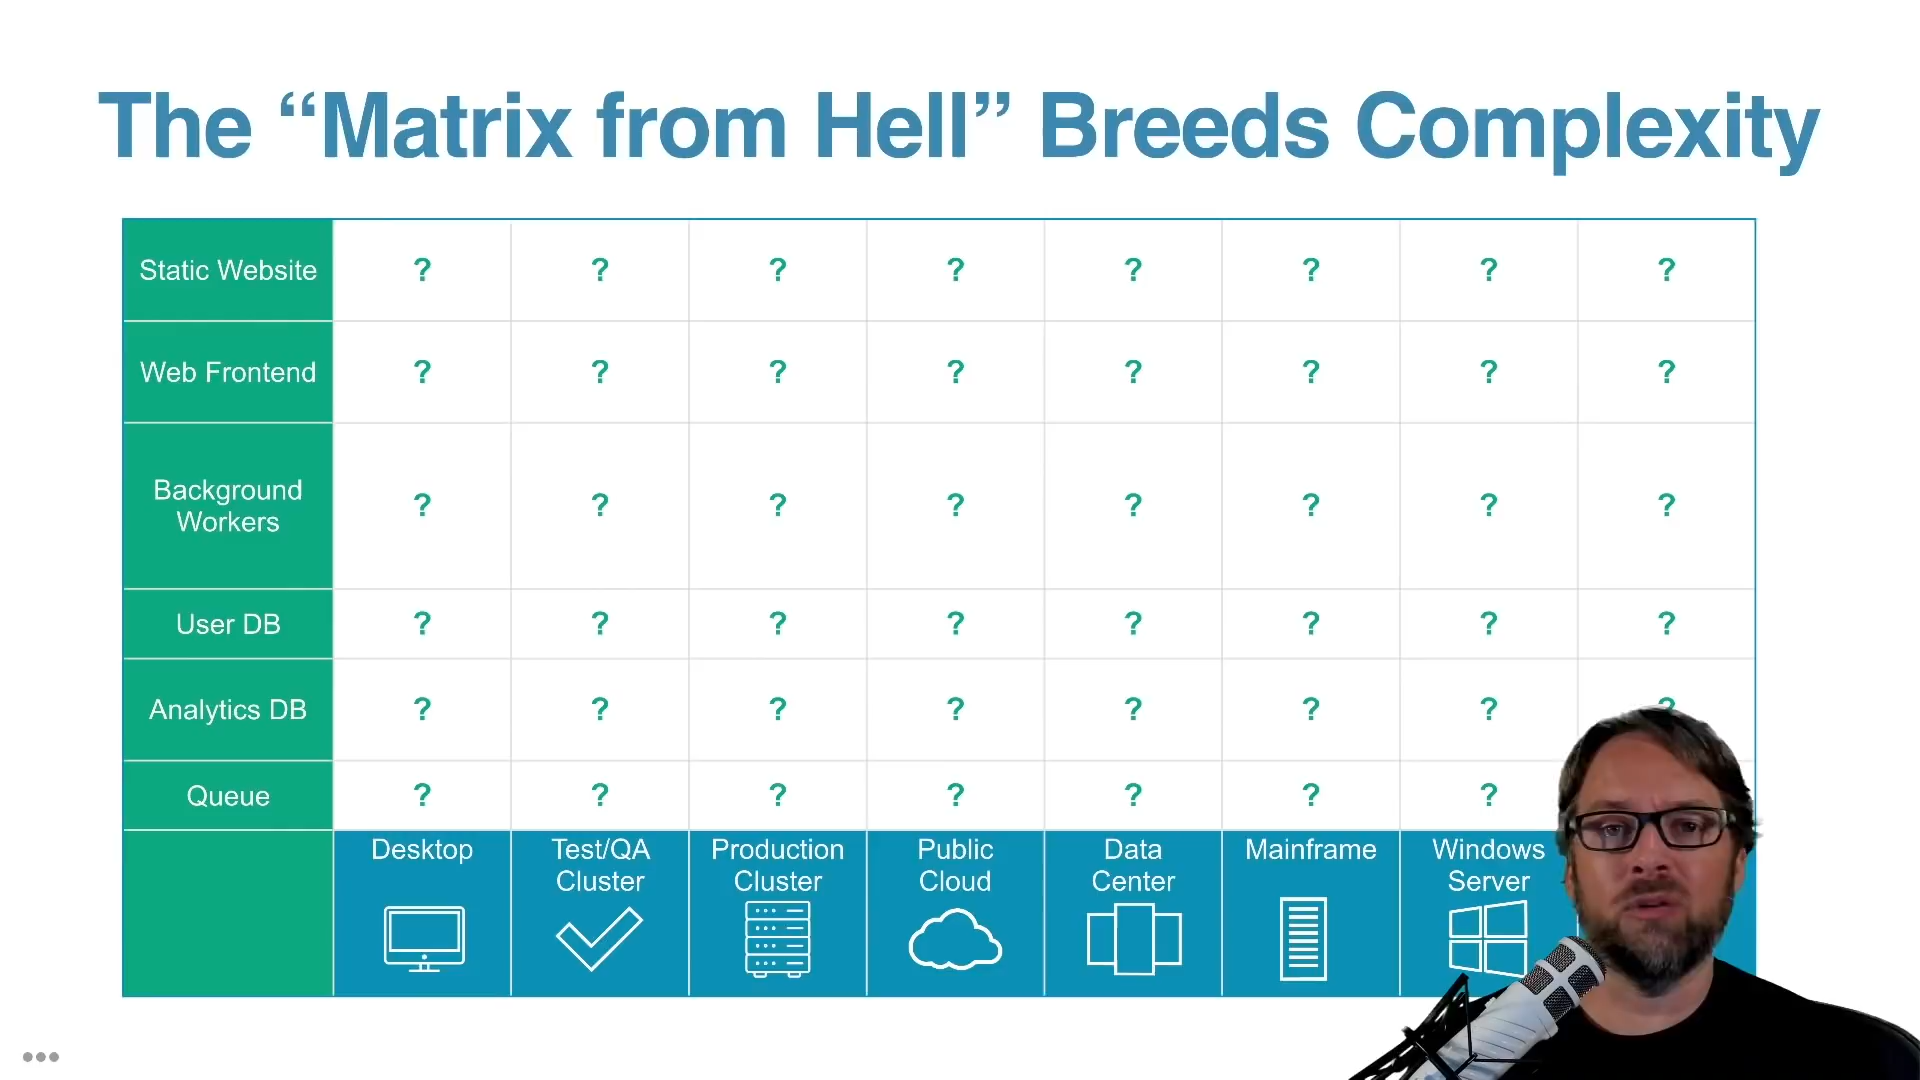 The “Matrix from Hell” Breeds Complexity
Static Website ? ? ? ? ? ? ? ?
Web Frontend ? ? ? ? ? ? ? ?
Background
Workers
? ? ? ? ? ? ? ?
User DB ? ? ? ? ? ? ? ?
Analytics DB ? ? ? ? ? ? ? ?
Queue ? ? ? ? ? ? ?
Desktop
Test/QA
Cluster
Production
Cluster
Public
Cloud
Data
Center
Mainframe
Windows
Server